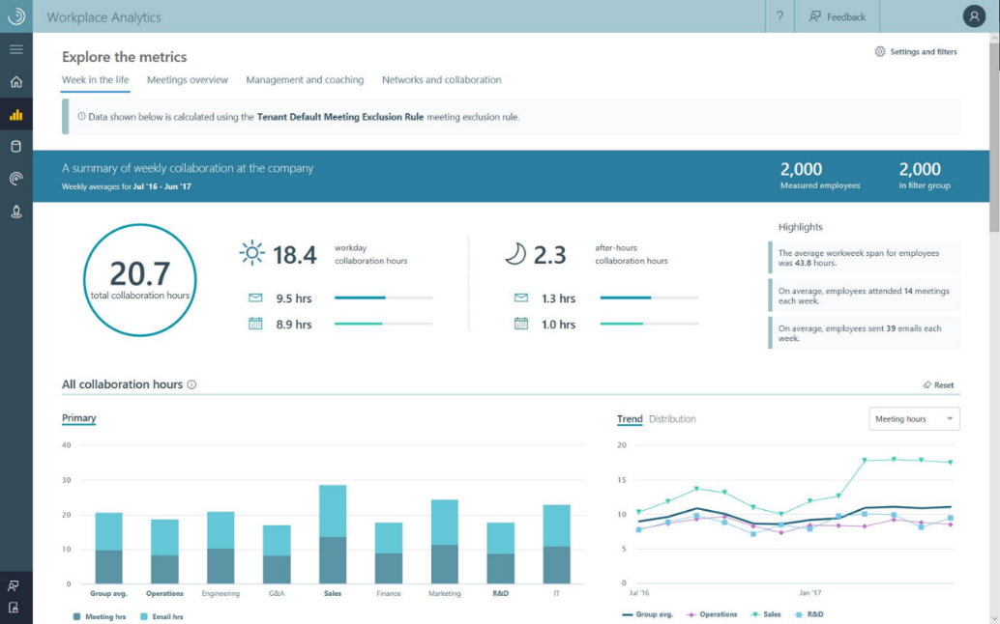 Workplace Analytics
?
Feedback
Explore the metrics
Settings and filters
Week in the life
Meetings overview
Management and coaching
Networks and collaboration
Data shown below is calculated using the Tenant Default Meeting Exclusion Rule meeting exclusion rule.
A summary of weekly collaboration at the company
Weekly averages for Jul '16 - Jun '17
2,000
Measured employees
2,000
In filter group
20.7
total collaboration hours
18.4
workday
collaboration hours
9.5 hrs
8.9 hrs
2.3
after-hours
collaboration hours
1.3 hrs
1.0 hrs
Highlights
The average workweek span for employees
was 43.8 hours.
On average, employees attended 14 meetings
each week.
On average, employees sent 39 emails each
week.
All collaboration hours
Reset
Primary
40
30
20
10
0
Group avg.
Operations
Engineering
G&A
Sales
Finance
Marketing
R&D
IT
Meeting hrs
Email hrs
Trend
Distribution
Meeting hours
20
15
10
5
0
Jul '16
Jan '17
Group avg.
Operations
Sales
R&D